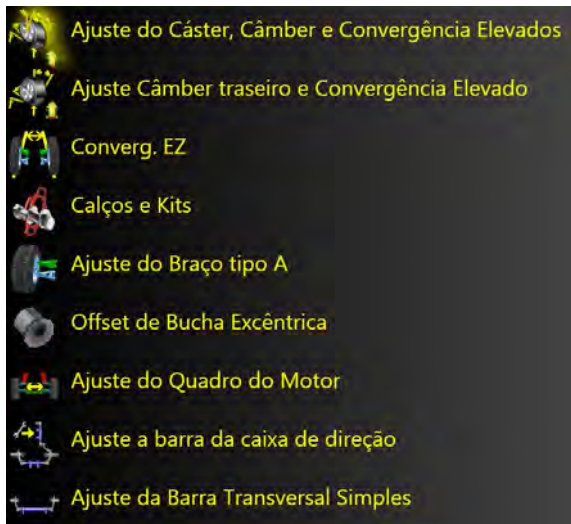 Ajuste do Cáster, Câmber e Convergência Elevados
Ajuste Câmber traseiro e Convergência Elevado
Converg. EZ
Calços e Kits
Ajuste do Braço tipo A
Offset de Bucha Excêntrica
Ajuste do Quadro do Motor
Ajuste a barra da caixa de direção
Ajuste da Barra Transversal Simples